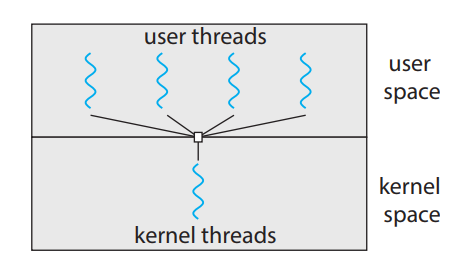 user threads
user
space
kernel
space
kernel threads